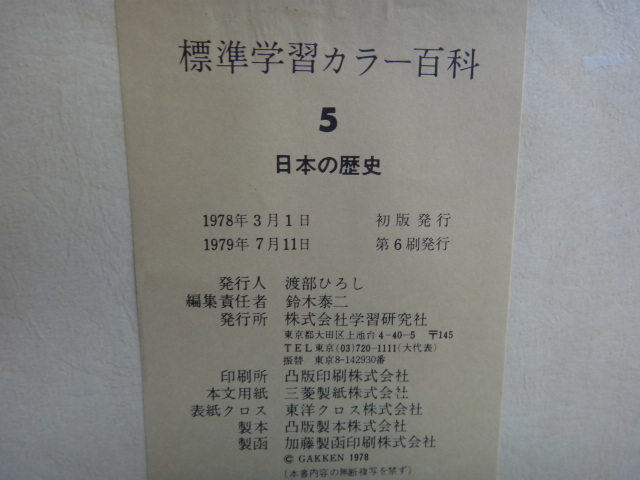 標準学習カラー百科
5
日本の歴史
1978年3月1日 初版発行
1979年7月11日 第6刷発行
発行人 渡部ひろし
編集責任者 鈴木泰二
発行所 株式会社学習研究社
東京都大田区上池台4-40-5 〒145
TEL東京(03)720-1111(大代表)
振替 東京8-142930番
印刷所 凸版印刷株式会社
本文用紙 三菱製紙株式会社
表紙クロス 東洋クロス株式会社
製本 凸版製本株式会社
製函 加藤製函印刷株式会社
© GAKKEN 1978
(本書内容の無断複写を禁ず)